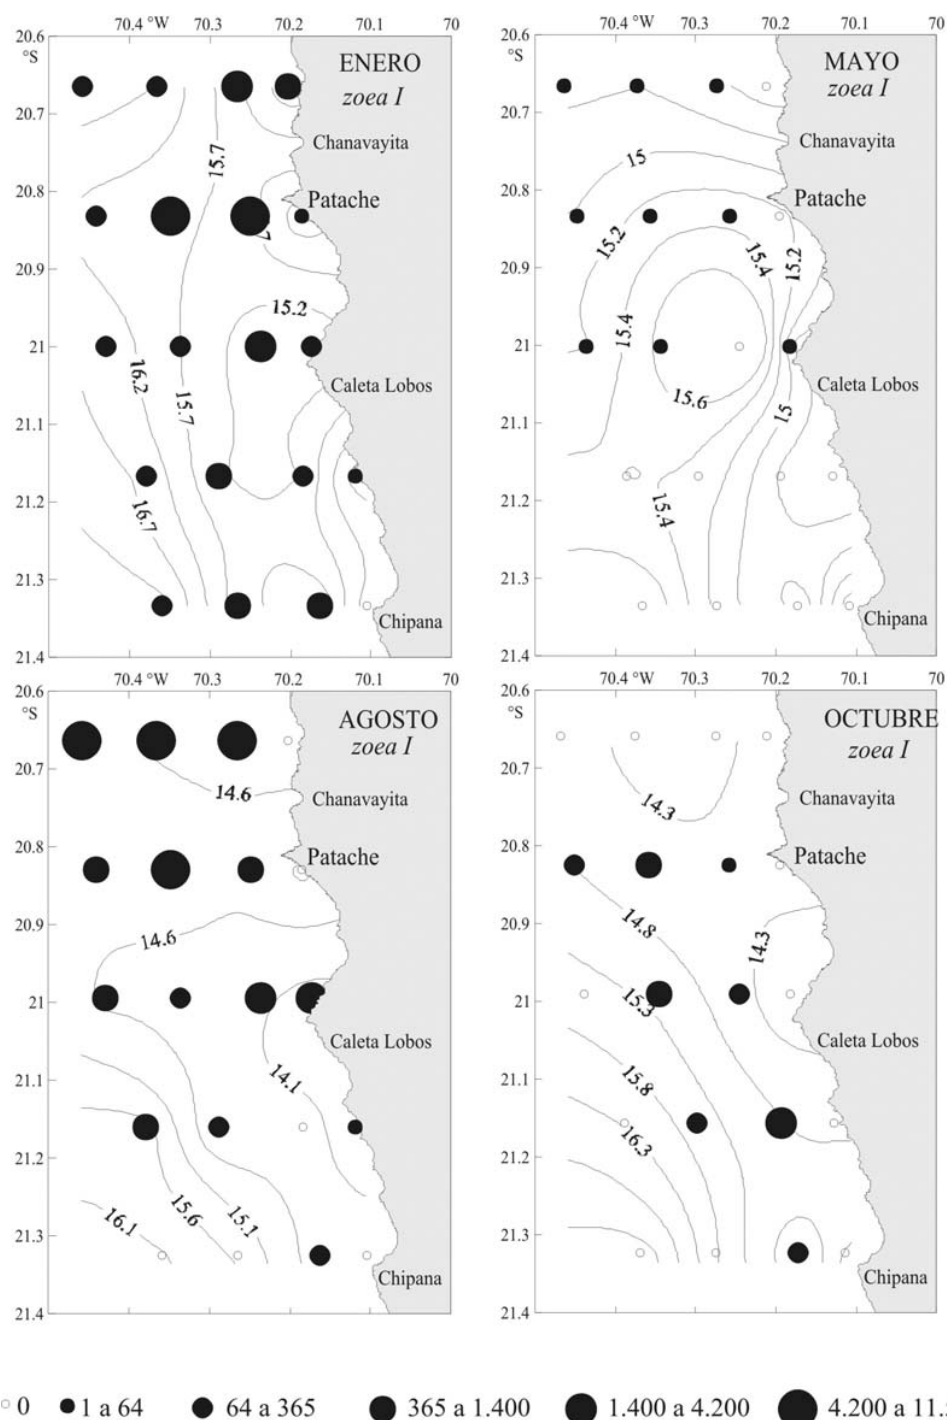 70.4 °W 70.3 70.2 70.1 70
20.6
°S
ENERO
zoea I
20.7
Chanavayita
15.7
20.8
Patache
7
20.9
15.2
21
16.2
Caleta Lobos
15.7
21.1
21.2
16.7
21.3
Chipana
21.4
70.4 °W 70.3 70.2 70.1 70
20.6
°S
MAYO
zoea I
20.7
Chanavayita
15
20.8
Patache
15.2
15.4
15.2
20.9
15.4
21
Caleta Lobos
15.6
15
21.1
21.2
15.4
21.3
Chipana
21.4
70.4 °W 70.3 70.2 70.1 70
20.6
°S
AGOSTO
zoea I
20.7
14.6
Chanavayita
20.8
Patache
20.9
14.6
21
Caleta Lobos
14.1
21.1
21.2
15.6
15.1
16.1
21.3
Chipana
21.4
70.4 °W 70.3 70.2 70.1 70
20.6
°S
OCTUBRE
zoea I
20.7
14.3
Chanavayita
20.8
Patache
20.9
14.8
14.3
21
15.3
Caleta Lobos
15.8
21.1
16.3
21.2
21.3
Chipana
21.4
0 1 a 64 64 a 365 365 a 1.400 1.400 a 4.200 4.200 a 11.